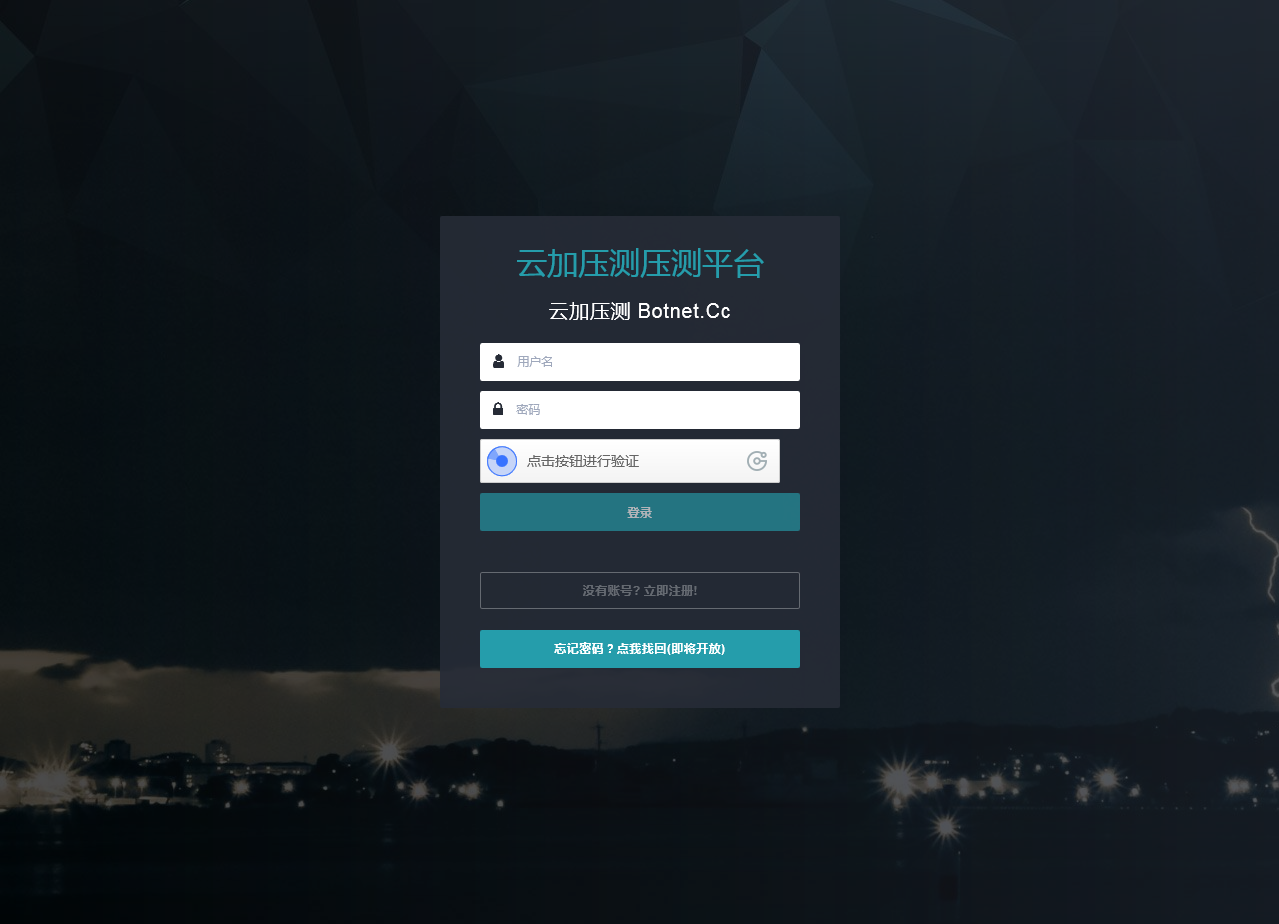 云加压测压测平台
云加压测 Botnet.Cc
用户名
密码
点击按钮进行验证
登录
没有账号？立即注册!
忘记密码？点我找回(即将开放)